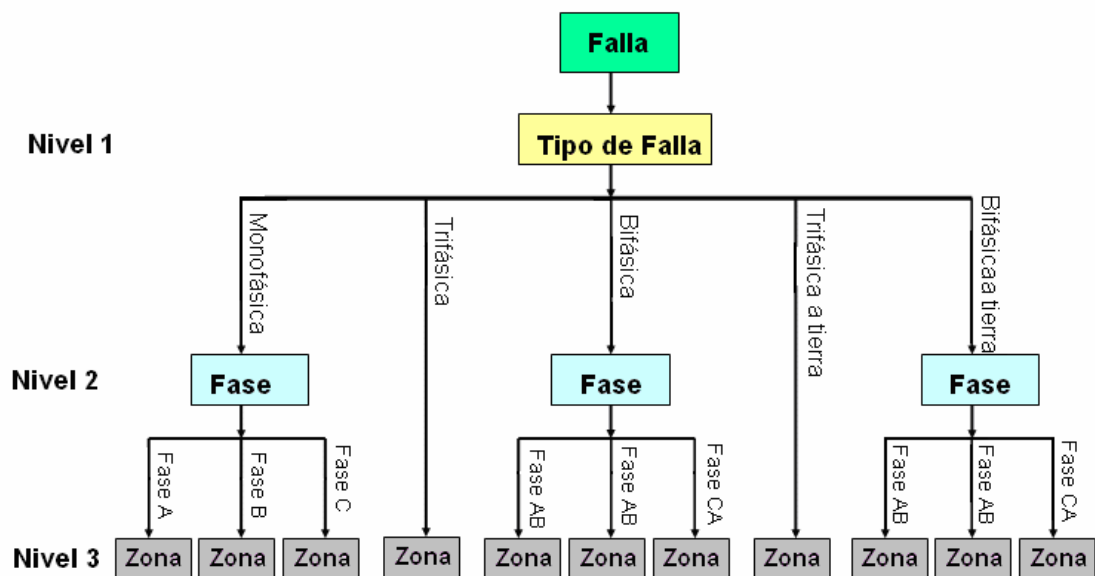 Falla
Nivel 1
Tipo de Falla
Monofásica
Trifásica
Bifásica
Trifásica a tierra
Bifásicaa tierra
Nivel 2
Fase
Fase
Fase
Fase A
Fase B
Fase C
Fase AB
Fase AB
Fase CA
Fase AB
Fase AB
Fase CA
Nivel 3
Zona
Zona
Zona
Zona
Zona
Zona
Zona
Zona
Zona
Zona
Zona